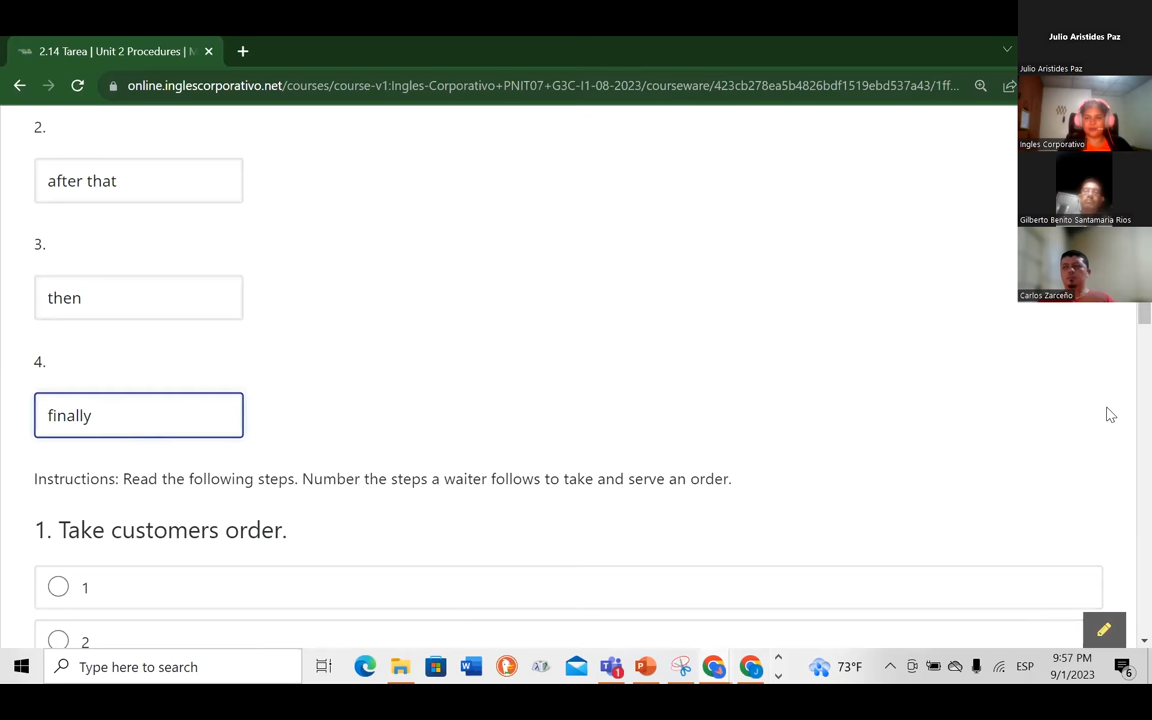 Julio Aristides Paz
2.14 Tarea | Unit 2 Procedures | M
Julio Aristides Paz
online.inglescorporativo.net/courses/course-v1:Ingles-Corporativo+PNIT07+G3C-I1-08-2023/courseware/423cb278ea5b4826bdf1519ebd537a43/1ff...
Ingles Corporativo
Gilberto Benito Santamaria Rios
Carlos Zarceño
2.
after that
3.
then
4.
finally
Instructions: Read the following steps. Number the steps a waiter follows to take and serve an order.
1. Take customers order.
1
2
Type here to search
73°F
ESP
9:57 PM
9/1/2023
6
1